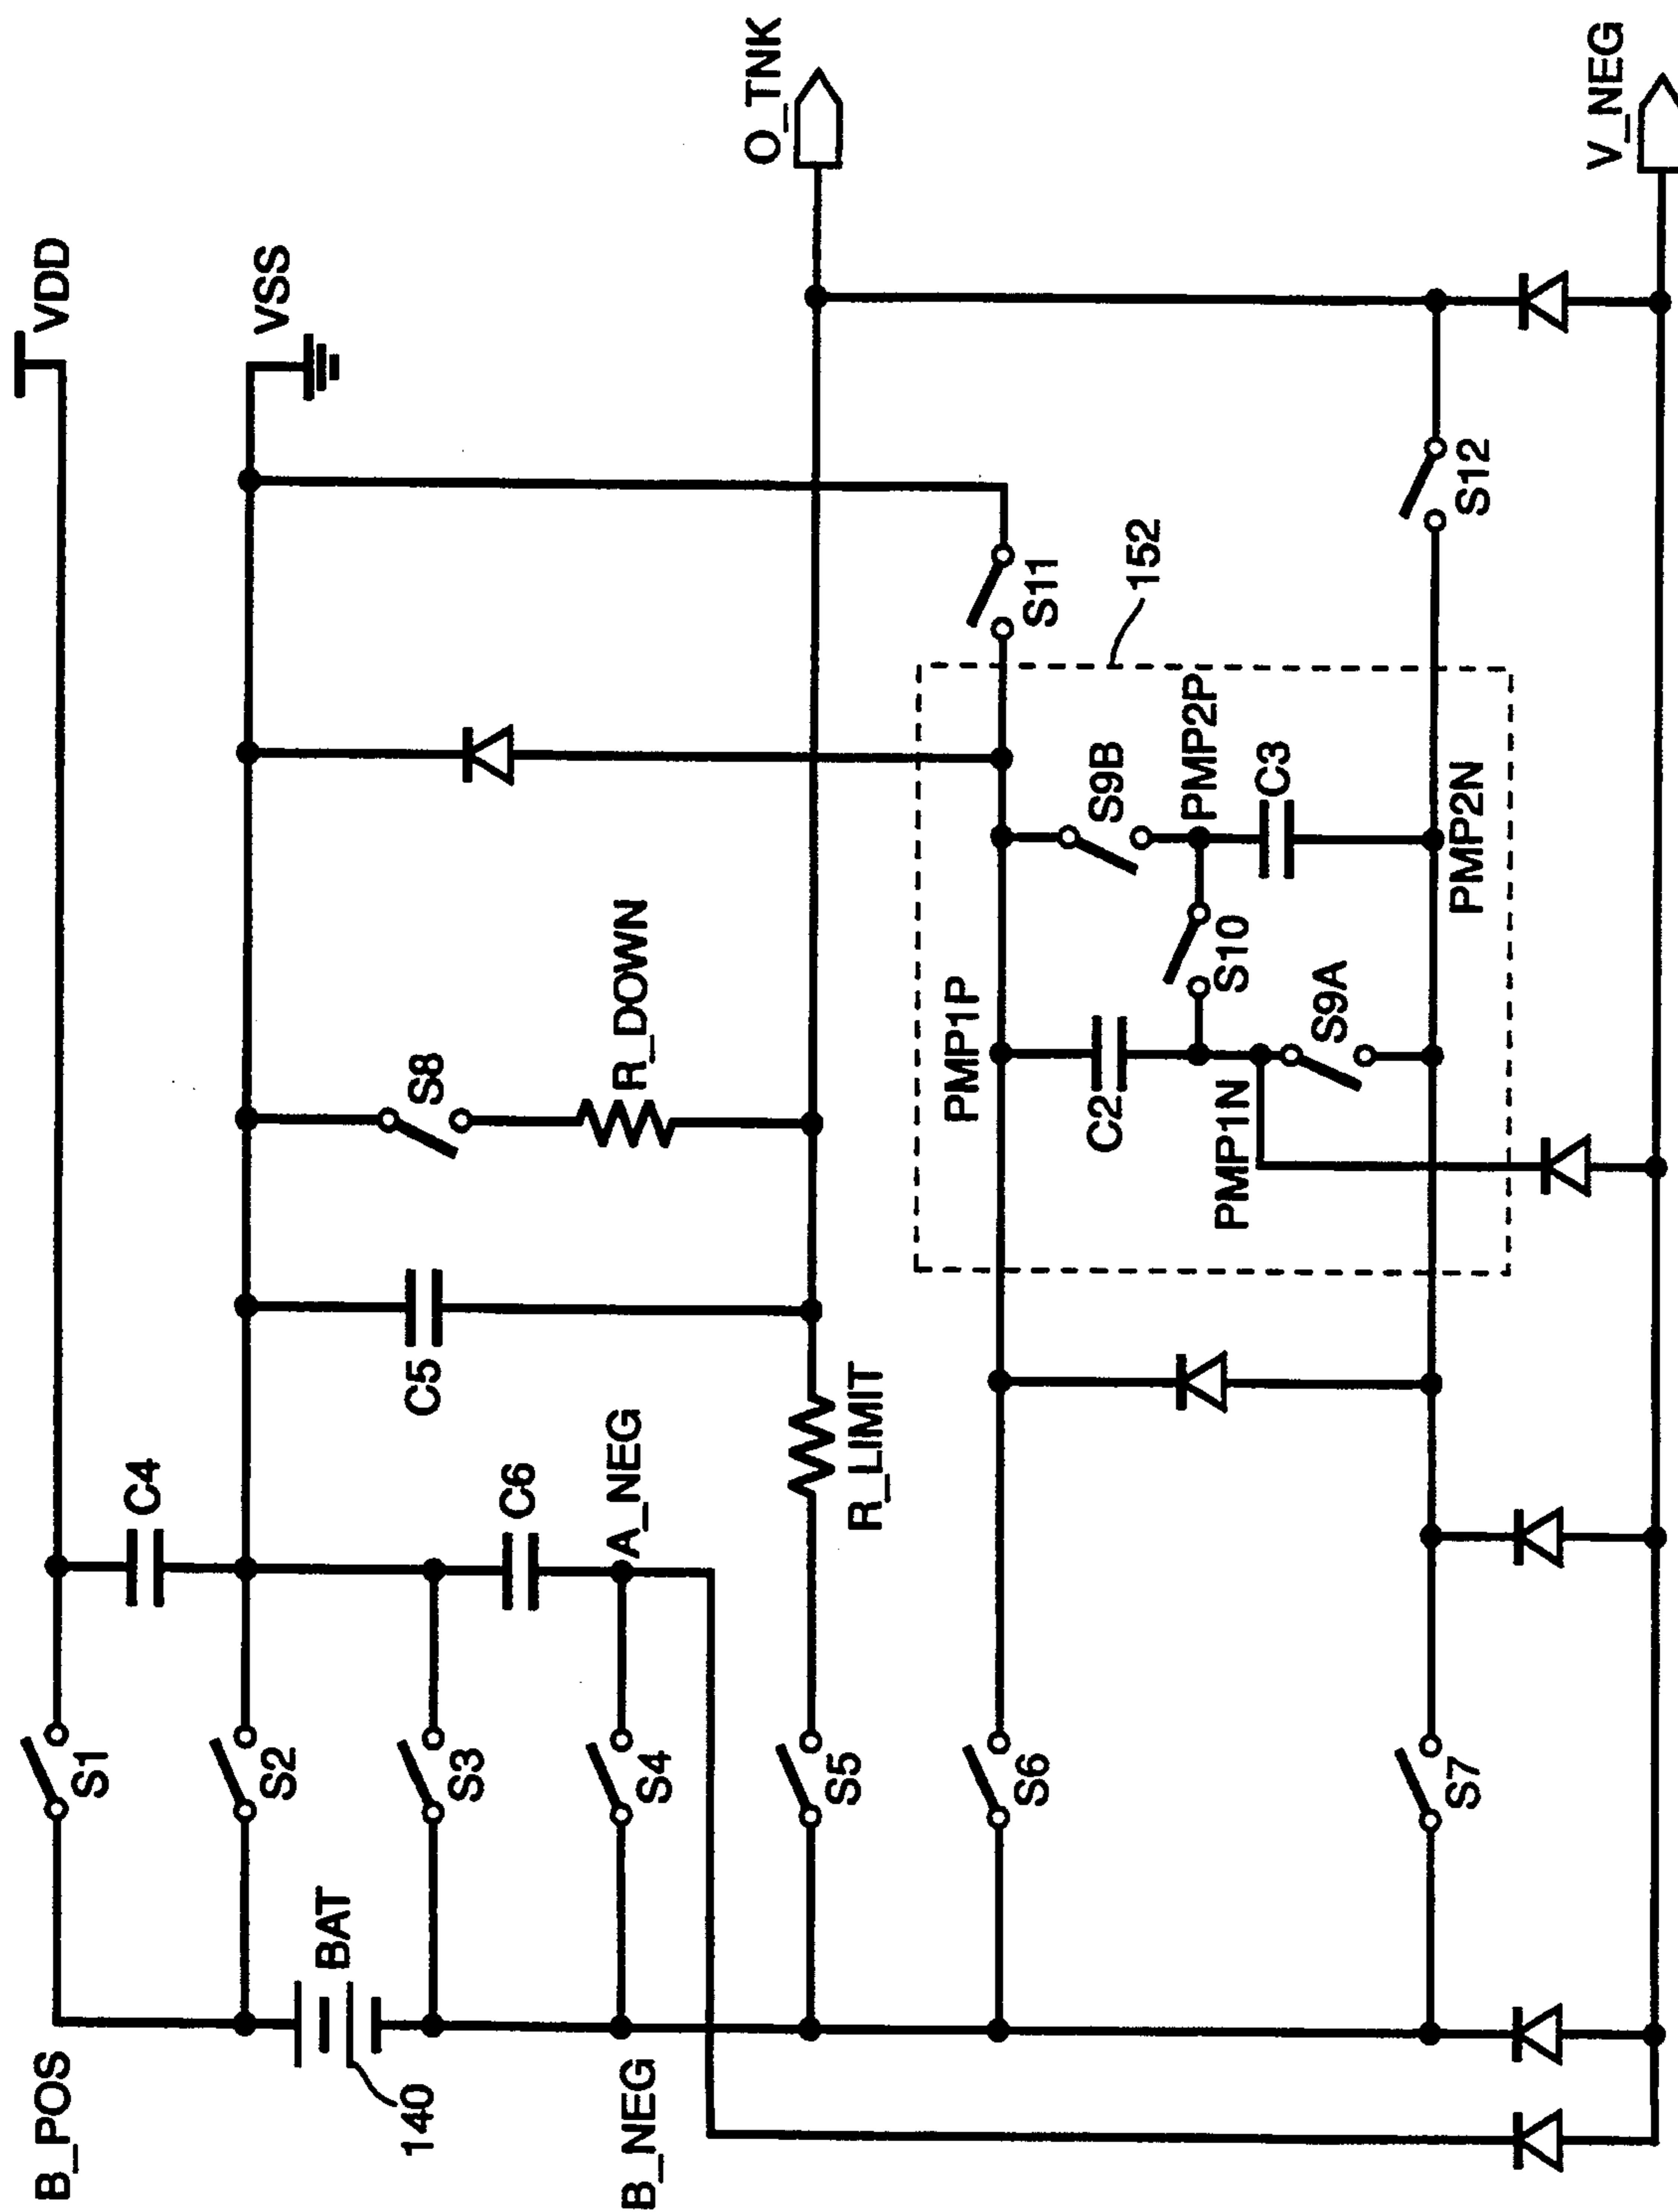 B_POS
S1
C4
VDD
S2
VSS
BAT
140
S3
C6
C5
S8
R_DOWN
B_NEG
S4
A_NEG
S5
R_LIMIT
O_TNK
S6
PMP1P
S11
152
C2
S10
S9B
PMP2P
C3
PMP1N
S9A
S7
PMP2N
S12
V_NEG